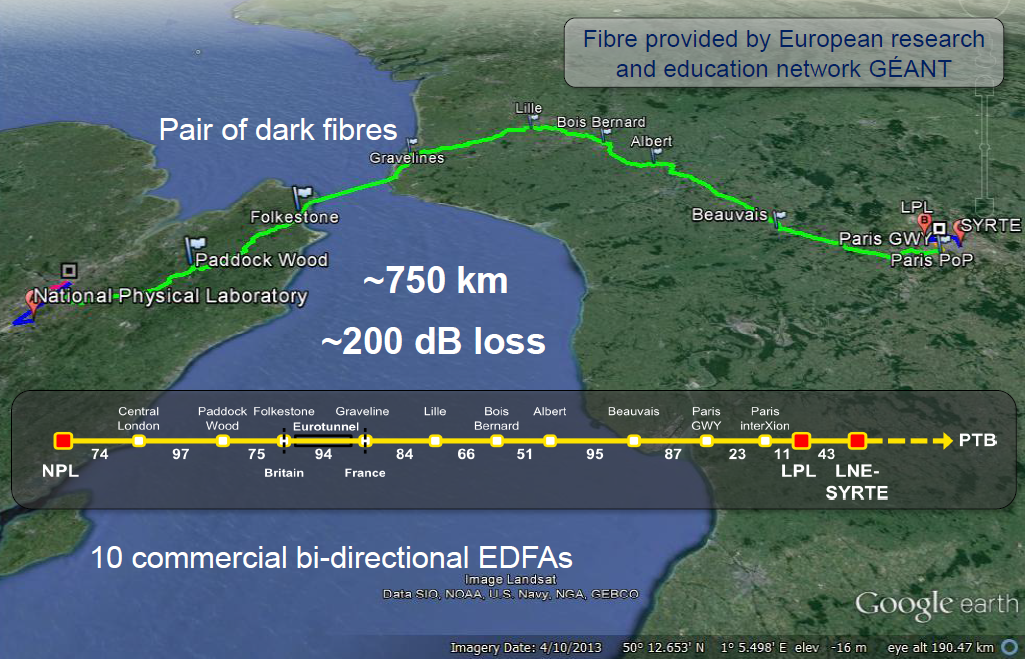 Fibre provided by European research
and education network GÉANT
Pair of dark fibres
Lille
Bois Bernard
Albert
Gravelines
Folkestone
Beauvais
LPL
SYRTE
Paris GWY
Paris PoP
Paddock Wood
National Physical Laboratory
~750 km
~200 dB loss
Central
London
Paddock
Wood
Folkestone
Graveline
Eurotunnel
Lille
Bois
Bernard
Albert
Beauvais
Paris
GWY
Paris
interXion
PTB
74 97 75 94 84 66 51 95 87 23 11 43
NPL
Britain
France
LPL
LNE-
SYRTE
10 commercial bi-directional EDFAs
Image Landsat
Data SIO, NOAA, U.S. Navy, NGA, GEBCO
Google earth
Imagery Date: 4/10/2013 50° 12.653' N 1° 5.498' E elev -16 m eye alt 190.47 km